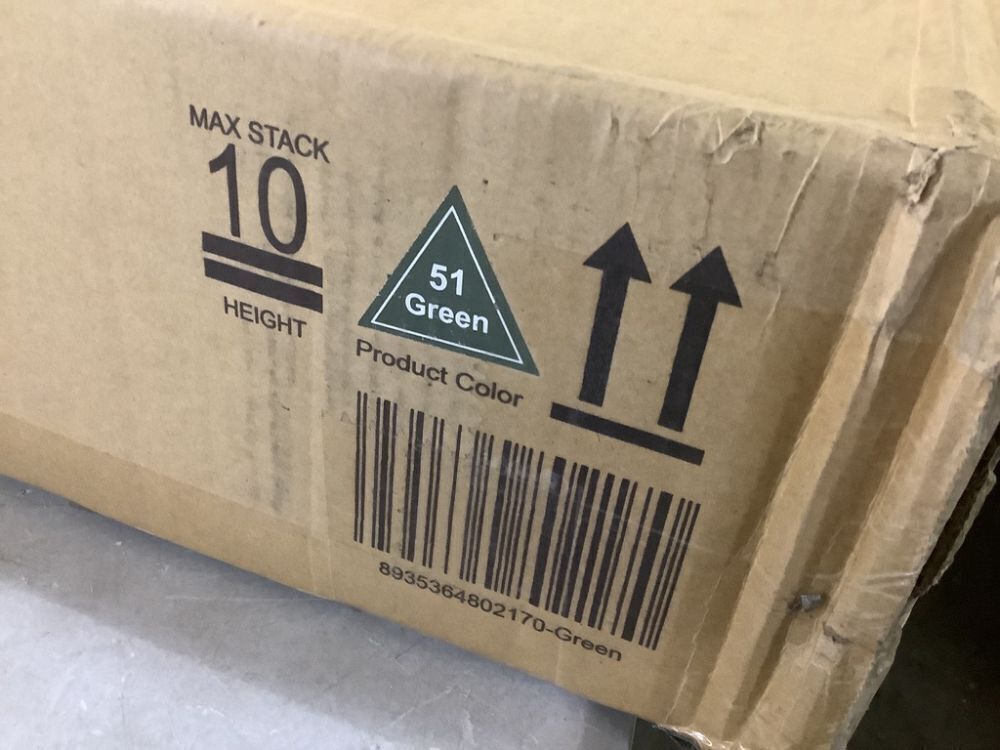 MAX STACK
10
HEIGHT
51
Green
Product Color
8935364802170-Green